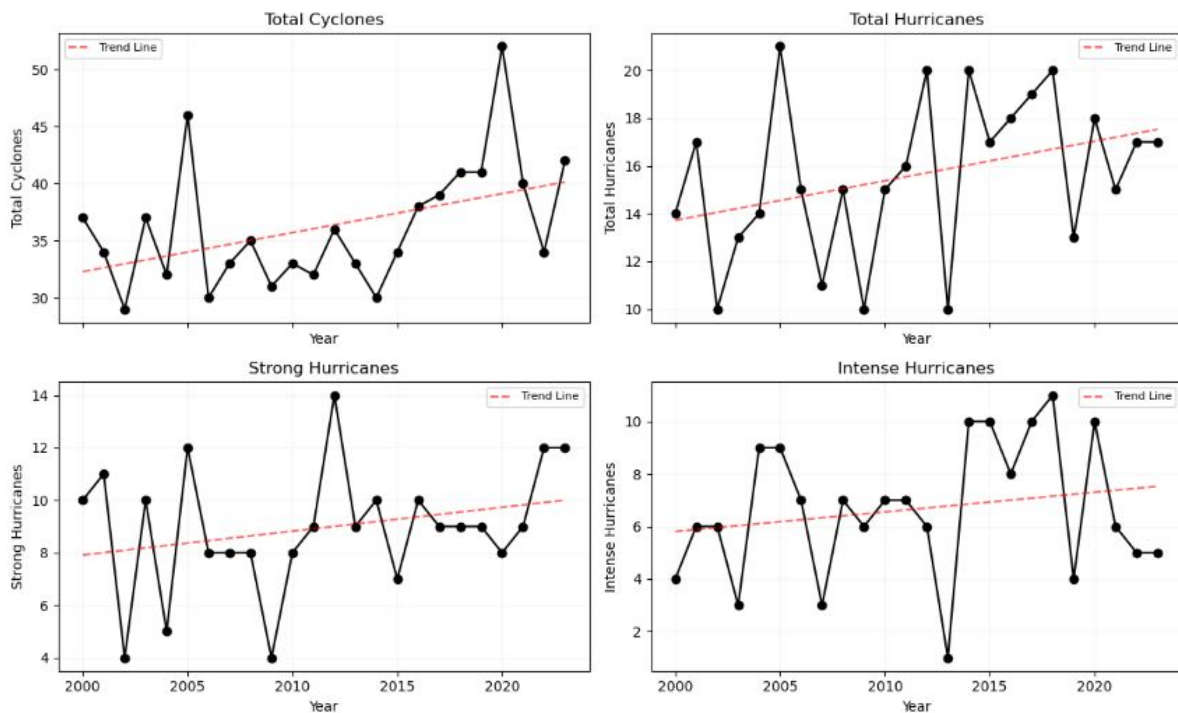 Total Cyclones
Trend Line
50
45
40
35
30
Total Cyclones
Year
Total Hurricanes
Trend Line
20
18
16
14
12
10
Total Hurricanes
Year
Strong Hurricanes
Trend Line
14
12
10
8
6
4
Strong Hurricanes
2000 2005 2010 2015 2020
Year
Intense Hurricanes
Trend Line
10
8
6
4
2
Intense Hurricanes
2000 2005 2010 2015 2020
Year